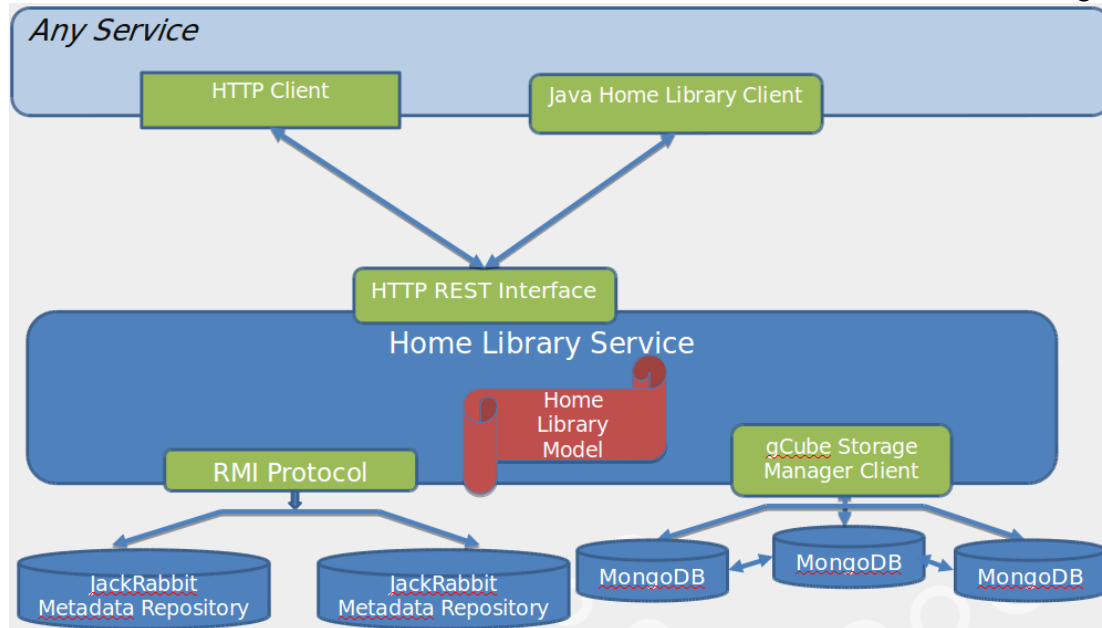 Any Service
HTTP Client
Java Home Library Client
HTTP REST Interface
Home Library Service
Home
Library
Model
RMI Protocol
gCube Storage
Manager Client
JackRabbit
Metadata Repository
JackRabbit
Metadata Repository
MongoDB
MongoDB
MongoDB